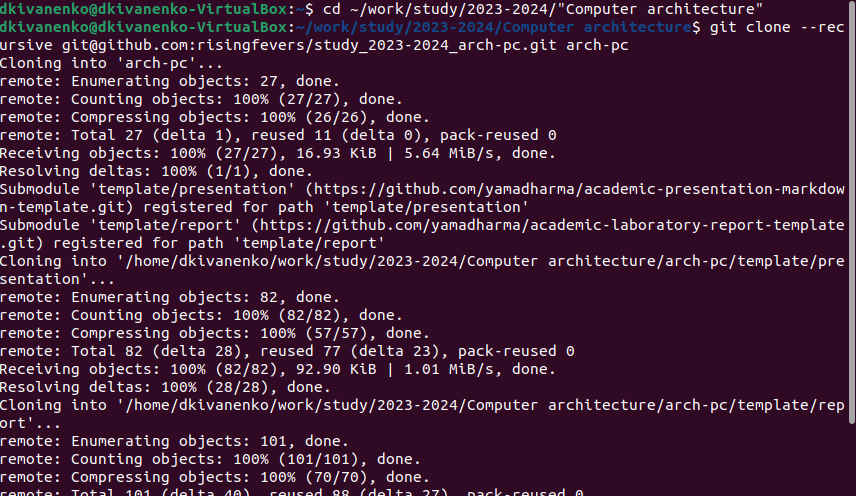 dkivanenko@dkivanenko-VirtualBox:~$ cd ~/work/study/2023-2024/"Computer architecture"
dkivanenko@dkivanenko-VirtualBox:~/work/study/2023-2024/Computer architecture$ git clone --rec
ursive git@github.com:risingfevers/study_2023-2024_arch-pc.git arch-pc
Cloning into 'arch-pc'...
remote: Enumerating objects: 27, done.
remote: Counting objects: 100% (27/27), done.
remote: Compressing objects: 100% (26/26), done.
remote: Total 27 (delta 1), reused 11 (delta 0), pack-reused 0
Receiving objects: 100% (27/27), 16.93 KiB | 5.64 MiB/s, done.
Resolving deltas: 100% (1/1), done.
Submodule 'template/presentation' (https://github.com/yamadharma/academic-presentation-markdow
n-template.git) registered for path 'template/presentation'
Submodule 'template/report' (https://github.com/yamadharma/academic-laboratory-report-template
.git) registered for path 'template/report'
Cloning into '/home/dkivanenko/work/study/2023-2024/Computer architecture/arch-pc/template/pre
sentation'...
remote: Enumerating objects: 82, done.
remote: Counting objects: 100% (82/82), done.
remote: Compressing objects: 100% (57/57), done.
remote: Total 82 (delta 28), reused 77 (delta 23), pack-reused 0
Receiving objects: 100% (82/82), 92.90 KiB | 1.01 MiB/s, done.
Resolving deltas: 100% (28/28), done.
Cloning into '/home/dkivanenko/work/study/2023-2024/Computer architecture/arch-pc/template/rep
ort'...
remote: Enumerating objects: 101, done.
remote: Counting objects: 100% (101/101), done.
remote: Compressing objects: 100% (70/70), done.
remote: Total 101 (delta 40), reused 88 (delta 27), pack-reused 0